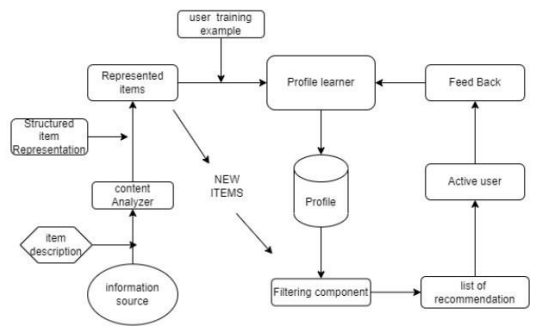 user training
example
Represented
items
Profile learner
Feed Back
Structured
item
Representation
NEW
ITEMS
content
Analyzer
Profile
Active user
item
description
information
source
Filtering component
list of
recommendation